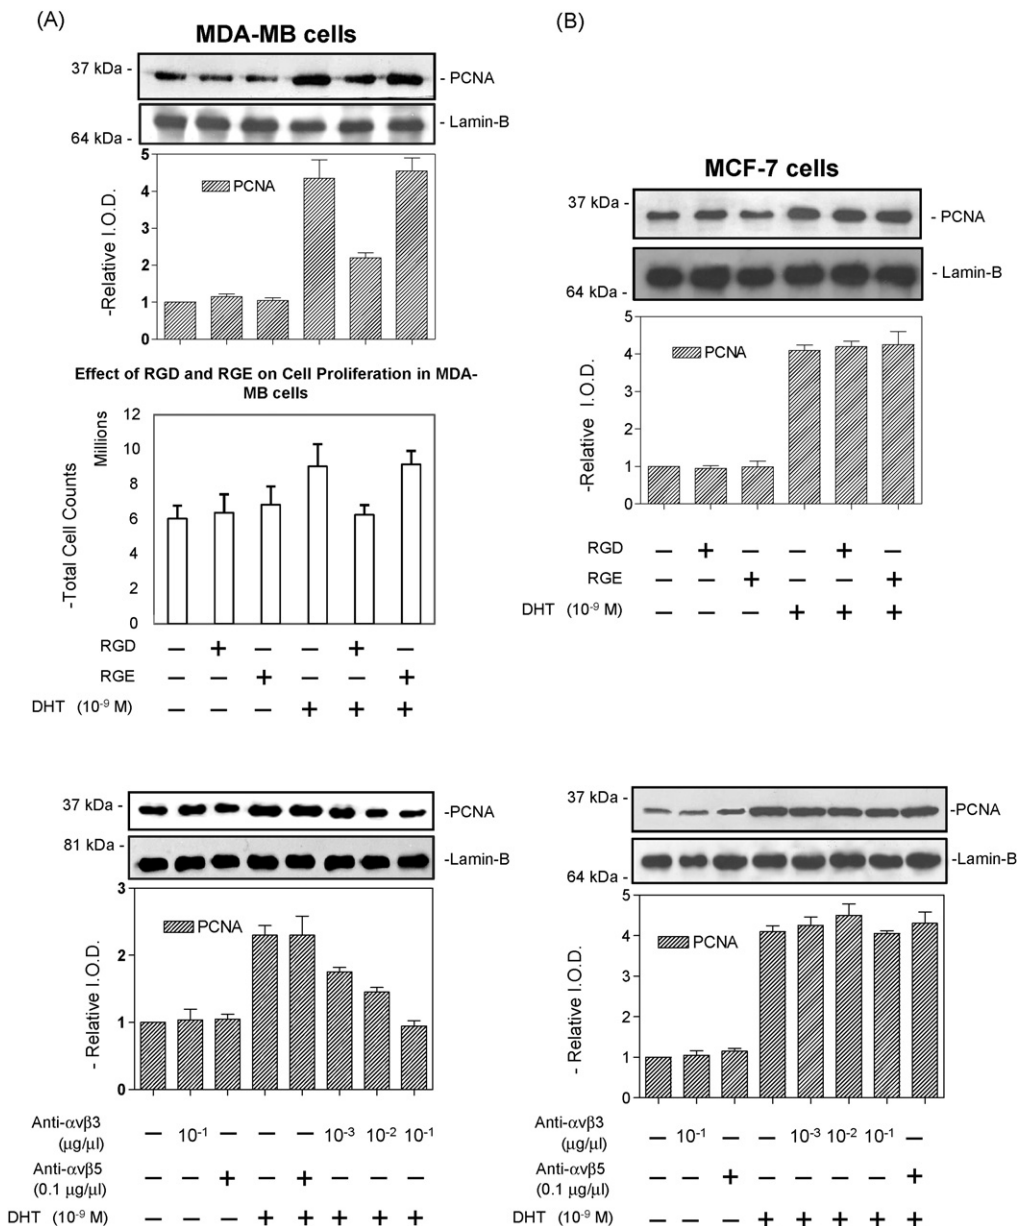 (A)
MDA-MB cells
37 kDa -
- PCNA
- Lamin-B
64 kDa -
5
4
3
2
1
0
-Relative I.O.D.
PCNA
Effect of RGD and RGE on Cell Proliferation in MDA-
MB cells
Millions
-Total Cell Counts
12
10
8
6
4
2
0
RGD – + – – + –
RGE – – + – – +
DHT (10⁻⁹ M) – – – + + +
(B)
MCF-7 cells
37 kDa -
- PCNA
- Lamin-B
64 kDa -
5
4
3
2
1
0
-Relative I.O.D.
PCNA
RGD – + – – + –
RGE – – + – – +
DHT (10⁻⁹ M) – – – + + +
37 kDa -
-PCNA
81 kDa -
-Lamin-B
3
2
1
0
- Relative I.O.D.
PCNA
Anti-αvβ3
(µg/µl)
– 10⁻¹ – – – 10⁻³ 10⁻² 10⁻¹
Anti-αvβ5
(0.1 µg/µl)
– – + – + – – –
DHT (10⁻⁹ M) – – – + + + + +
37 kDa -
-PCNA
-Lamin-B
64 kDa -
5
4
3
2
1
0
- Relative I.O.D.
PCNA
Anti-αvβ3
(µg/µl)
– 10⁻¹ – – 10⁻³ 10⁻² 10⁻¹ –
Anti-αvβ5
(0.1 µg/µl)
– – + – – – – +
DHT (10⁻⁹ M) – – – + + + + +